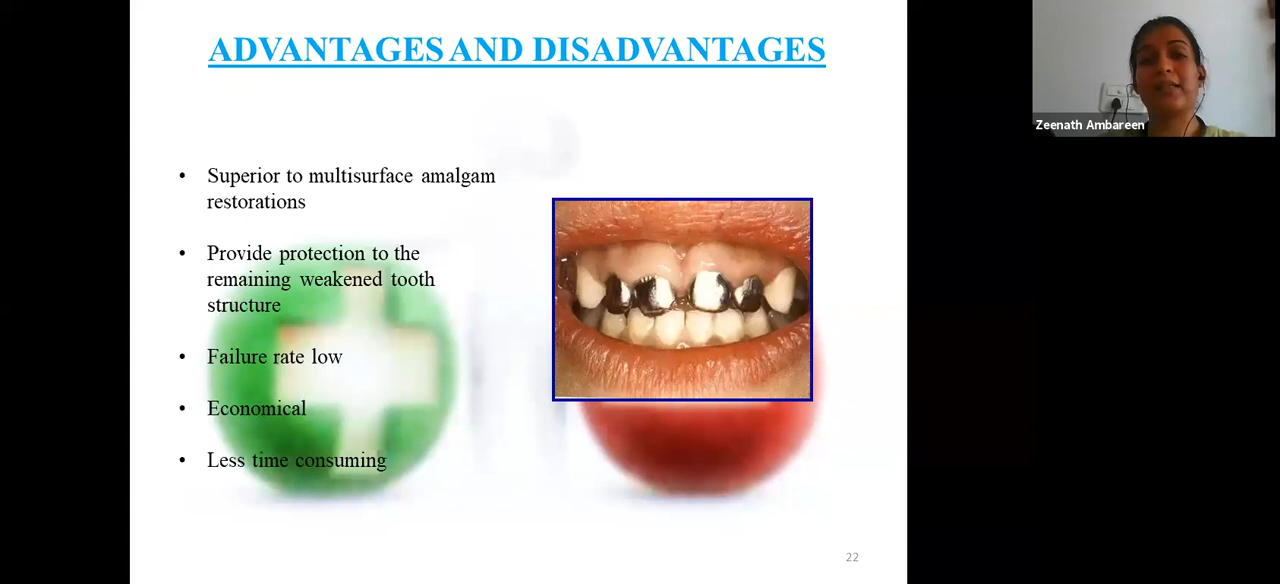 ADVANTAGES AND DISADVANTAGES
Zeenath Ambareen
• Superior to multisurface amalgam
restorations
• Provide protection to the
remaining weakened tooth
structure
• Failure rate low
• Economical
• Less time consuming
22